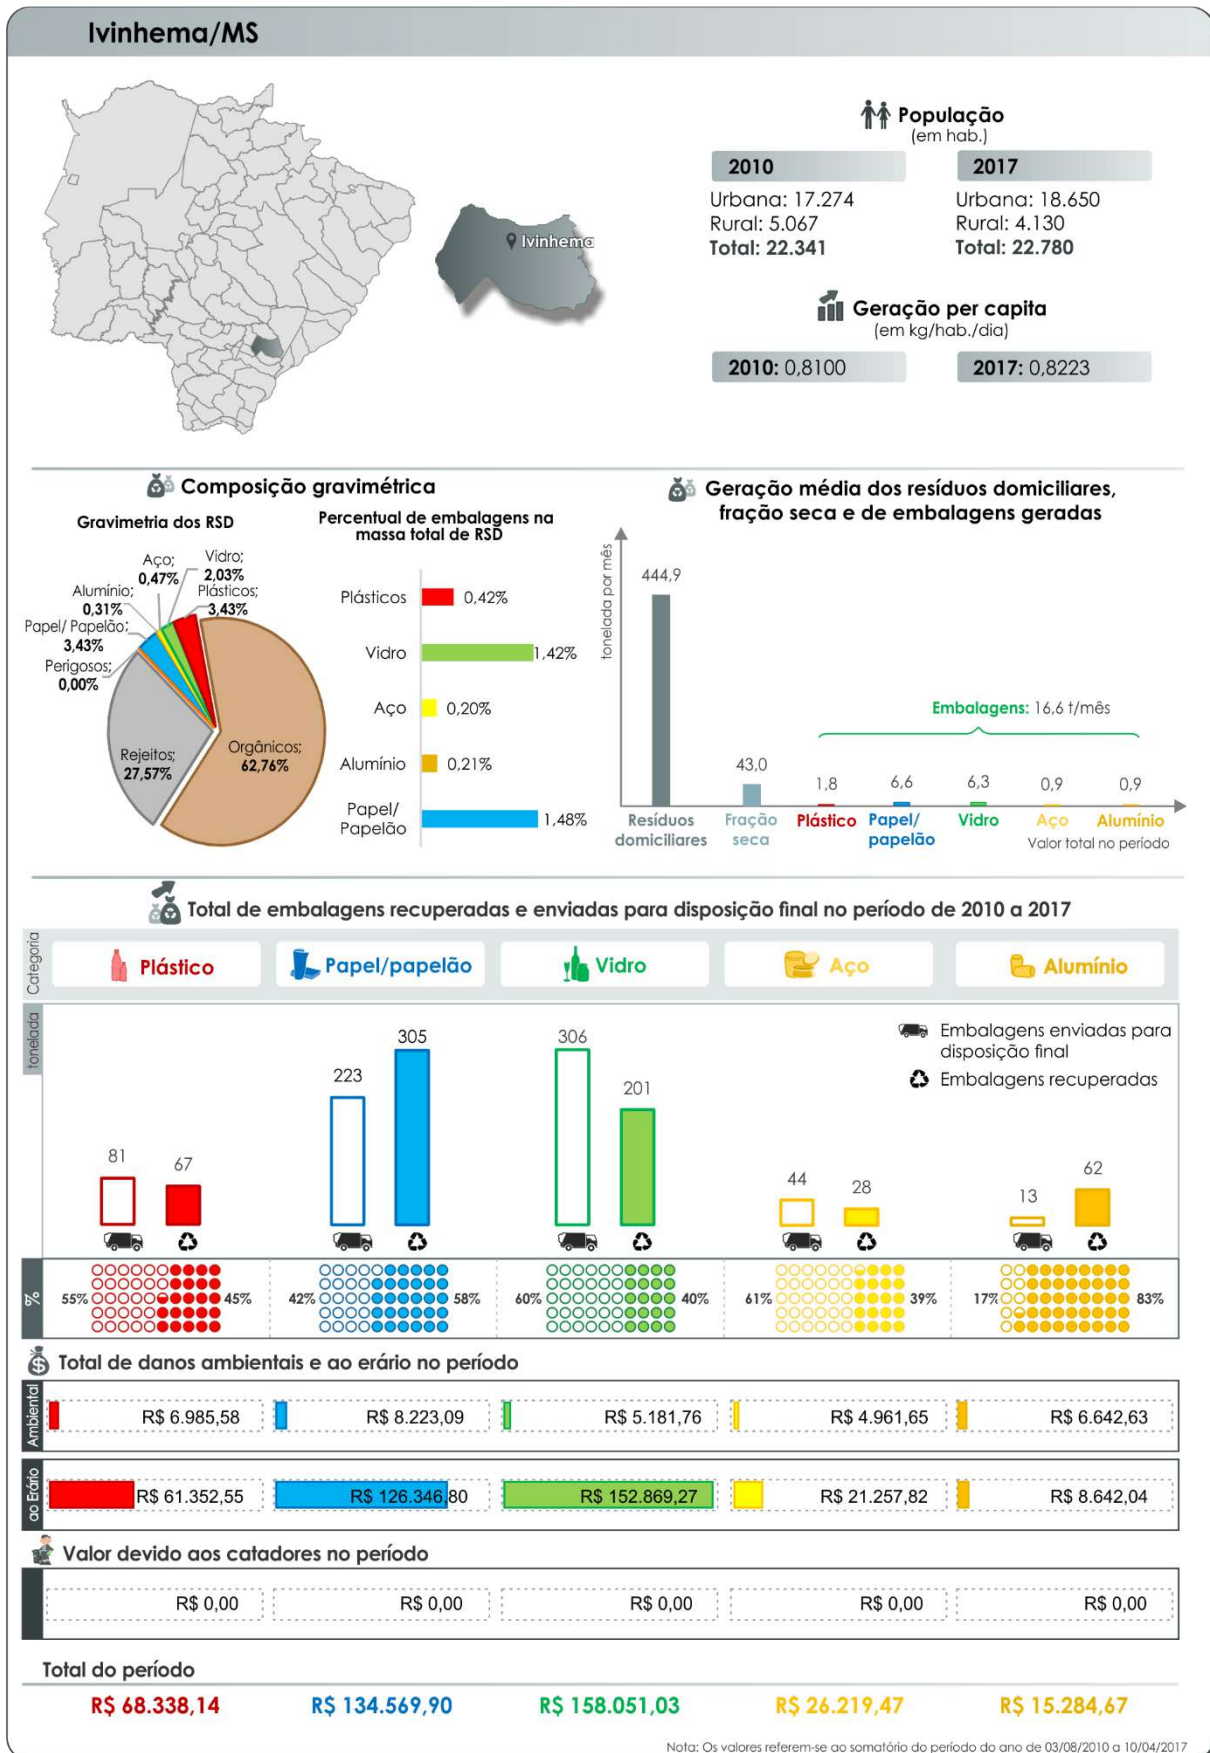 Ivinhema/MS
População
(em hab.)
2010
2017
Urbana: 17.274
Rural: 5.067
Total: 22.341
Urbana: 18.650
Rural: 4.130
Total: 22.780
Ivinhema
Geração per capita
(em kg/hab./dia)
2010: 0,8100
2017: 0,8223
Composição gravimétrica
Gravimetria dos RSD
Aço;
0,47%
Vidro;
2,03%
Alumínio;
0,31%
Plásticos;
3,43%
Papel/ Papelão;
3,43%
Perigosos;
0,00%
Rejeitos;
27,57%
Orgânicos;
62,76%
Percentual de embalagens na
massa total de RSD
Plásticos
0,42%
Vidro
1,42%
Aço
0,20%
Alumínio
0,21%
Papel/
Papelão
1,48%
Geração média dos resíduos domiciliares,
fração seca e de embalagens geradas
tonelada por mês
444,9
43,0
Embalagens: 16,6 t/mês
1,8
6,6
6,3
0,9
0,9
Resíduos
domiciliares
Fração
seca
Plástico
Papel/
papelão
Vidro
Aço
Alumínio
Valor total no período
Total de embalagens recuperadas e enviadas para disposição final no período de 2010 a 2017
Categoria
Plástico
Papel/papelão
Vidro
Aço
Alumínio
tonelada
81
67
223
305
306
201
44
28
13
62
Embalagens enviadas para
disposição final
Embalagens recuperadas
%
55%
45%
42%
58%
60%
40%
61%
39%
17%
83%
Total de danos ambientais e ao erário no período
Ambiental
R$ 6.985,58
R$ 8.223,09
R$ 5.181,76
R$ 4.961,65
R$ 6.642,63
ao Erário
R$ 61.352,55
R$ 126.346,80
R$ 152.869,27
R$ 21.257,82
R$ 8.642,04
Valor devido aos catadores no período
R$ 0,00
R$ 0,00
R$ 0,00
R$ 0,00
R$ 0,00
Total do período
R$ 68.338,14
R$ 134.569,90
R$ 158.051,03
R$ 26.219,47
R$ 15.284,67
Nota: Os valores referem-se ao somatório do período do ano de 03/08/2010 a 10/04/2017